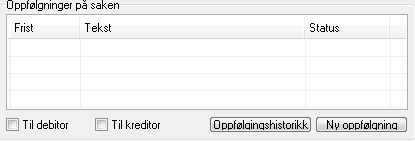 Oppfølgninger på saken
Frist Tekst Status
Til debitor Til kreditor Oppfølgingshistorikk Ny oppfølgning